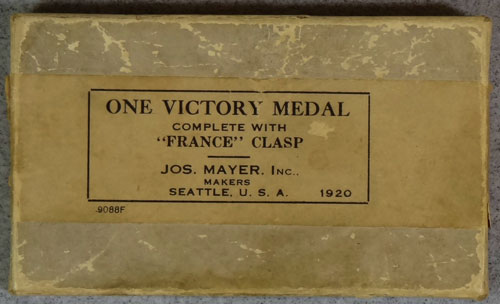 ONE VICTORY MEDAL
COMPLETE WITH
"FRANCE" CLASP
JOS. MAYER, INC.,
MAKERS
SEATTLE, U. S. A. 1920
.9088F